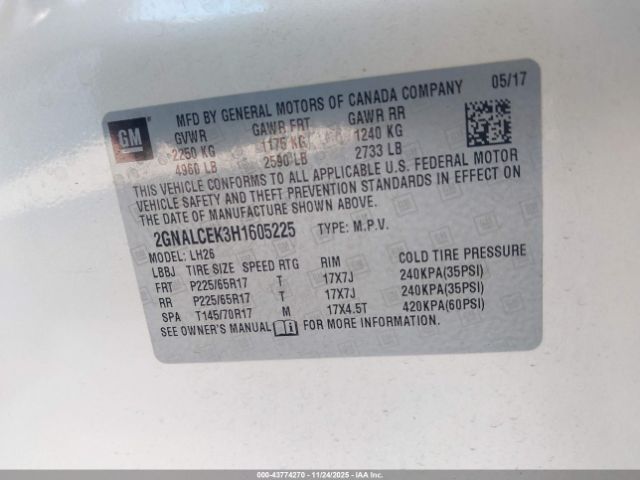 MFD BY GENERAL MOTORS OF CANADA COMPANY 05/17
GM
GVWR GAWR FRT GAWR RR
2250 KG 1175 KG 1240 KG
4960 LB 2590 LB 2733 LB
THIS VEHICLE CONFORMS TO ALL APPLICABLE U.S. FEDERAL MOTOR
VEHICLE SAFETY AND THEFT PREVENTION STANDARDS IN EFFECT ON THE
DATE OF MANUFACTURE SHOWN ABOVE.
2GNALCEK3H1605225 TYPE: M.P.V.
MODEL: LH26
LBBJ TIRE SIZE SPEED RTG RIM COLD TIRE PRESSURE
FRT P225/65R17 T 17X7J 240KPA(35PSI)
RR P225/65R17 T 17X7J 240KPA(35PSI)
SPA T145/70R17 M 17X4.5T 420KPA(60PSI)
SEE OWNER'S MANUAL FOR MORE INFORMATION.
000-43774270 - 11/24/2025 - IAAI.COM